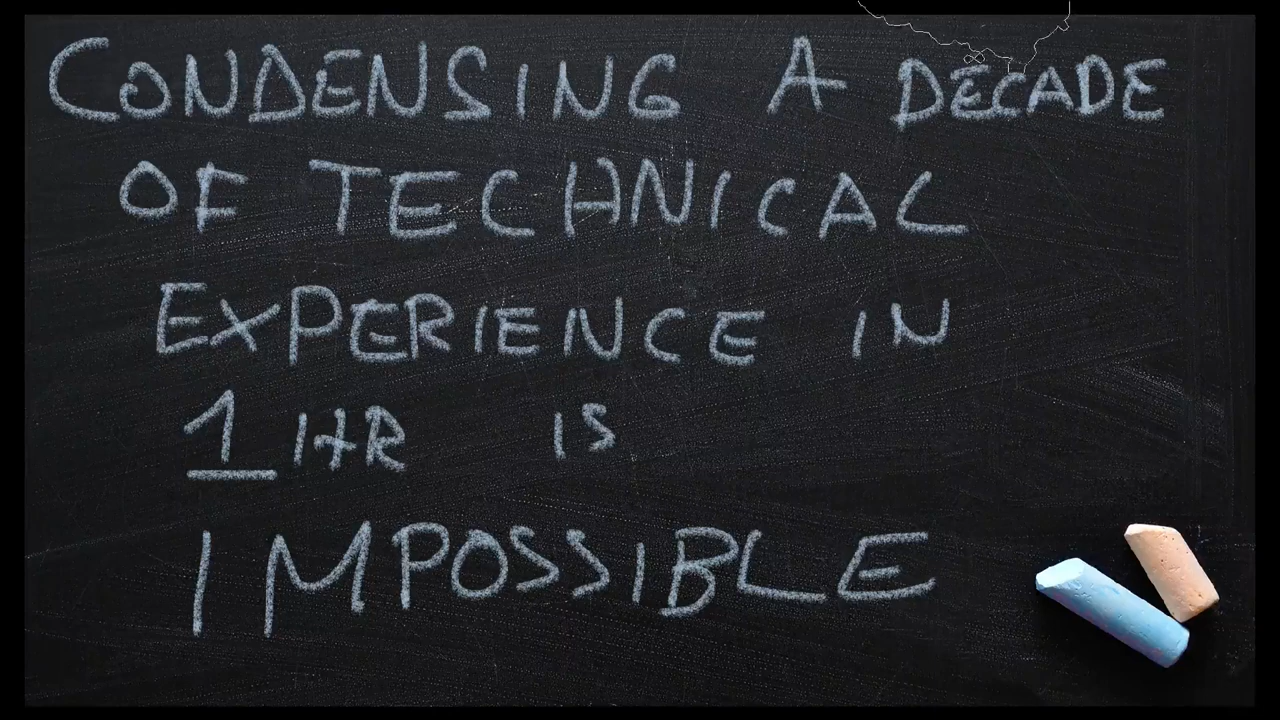 CONDENSING A DECADE
OF TECHNICAL
EXPERIENCE IN
1 HR IS
IMPOSSIBLE